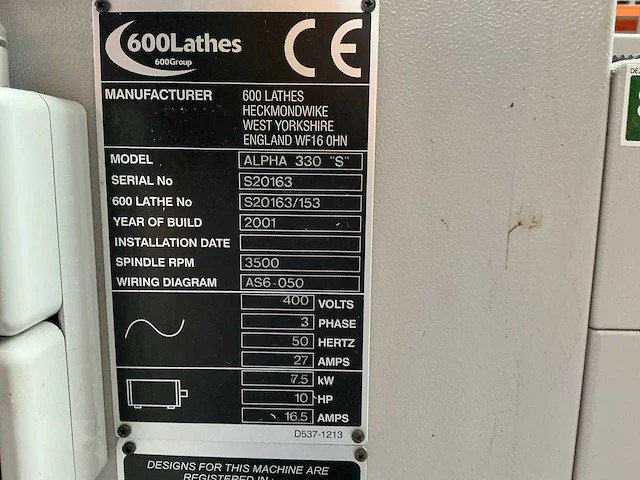 600Lathes
600Group
CE
MANUFACTURER 600 LATHES
HECKMONDWIKE
WEST YORKSHIRE
ENGLAND WF16 0HN
MODEL ALPHA 330 "S"
SERIAL No S20163
600 LATHE No S20163/153
YEAR OF BUILD 2001
INSTALLATION DATE
SPINDLE RPM 3500
WIRING DIAGRAM AS6-050
400 VOLTS
3 PHASE
50 HERTZ
27 AMPS
7.5 kW
10 HP
16.5 AMPS
D537-1213
DESIGNS FOR THIS MACHINE ARE
REGISTERED IN